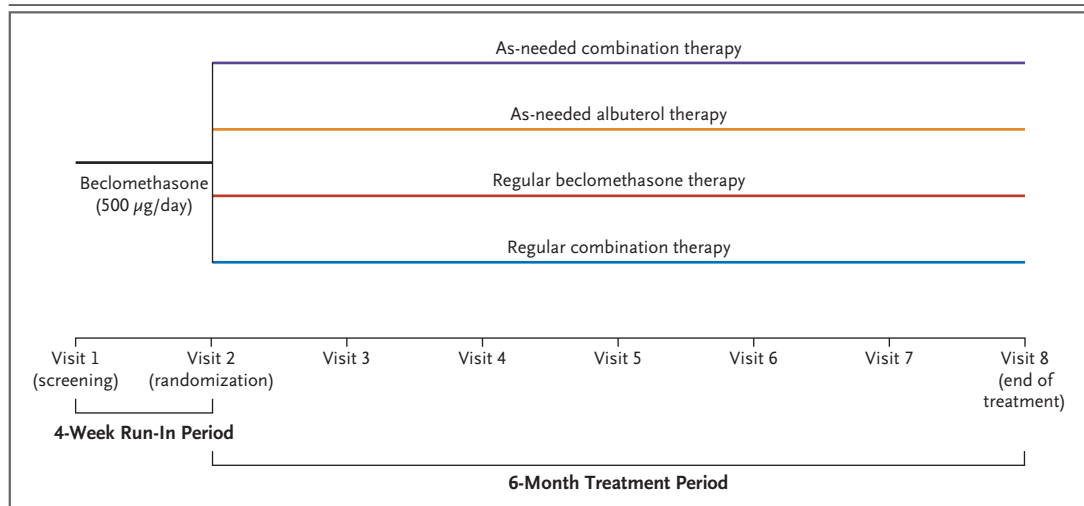 As-needed combination therapy
As-needed albuterol therapy
Beclomethasone
(500 µg/day)
Regular beclomethasone therapy
Regular combination therapy
Visit 1
(screening)
Visit 2
(randomization)
Visit 3
Visit 4
Visit 5
Visit 6
Visit 7
Visit 8
(end of
treatment)
4-Week Run-In Period
6-Month Treatment Period